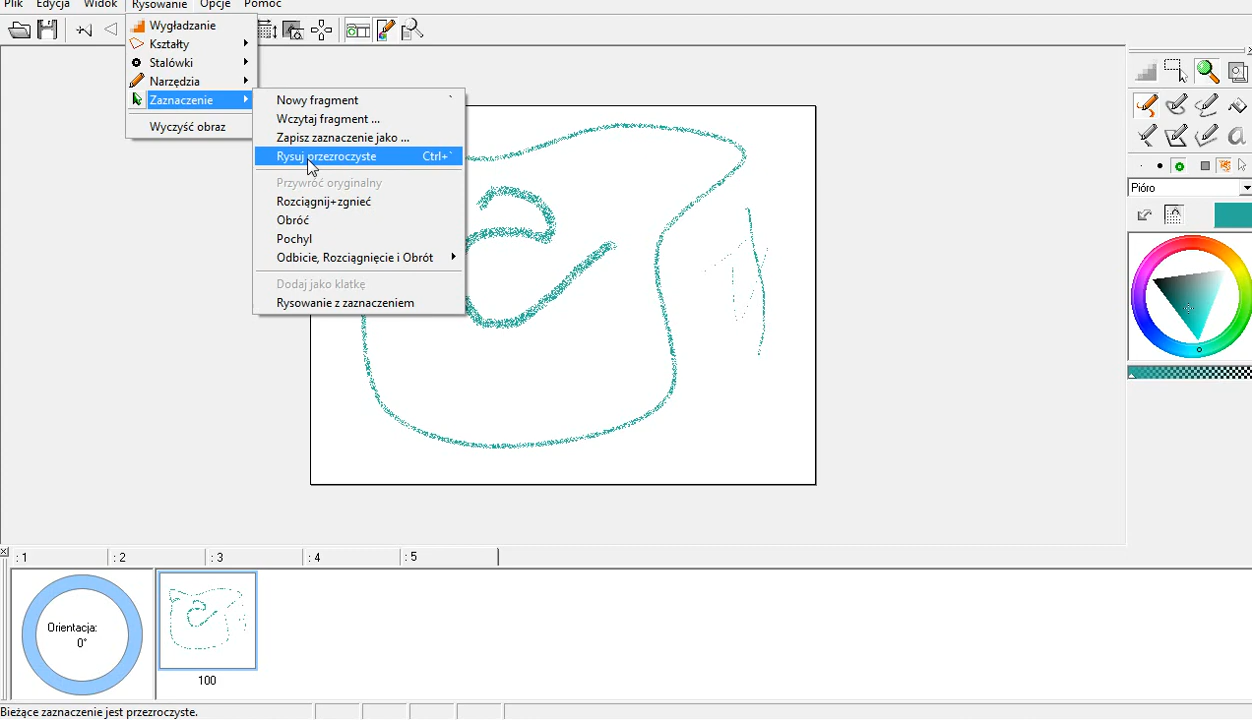 Plik Edycja Widok Rysowanie Opcje Pomoc
Wygładzanie
Kształty
Stalówki
Narzędzia
Zaznaczenie
Wyczyść obraz
Nowy fragment `
Wczytaj fragment ...
Zapisz zaznaczenie jako ...
Rysuj przezroczyste Ctrl+`
Przywróć oryginalny
Rozciągnij+zgnieć
Obróć
Pochyl
Odbicie, Rozciągnięcie i Obrót
Dodaj jako klatkę
Rysowanie z zaznaczeniem
Pióro
:1 :2 :3 :4 :5
Orientacja:
0°
100
Bieżące zaznaczenie jest przezroczyste.